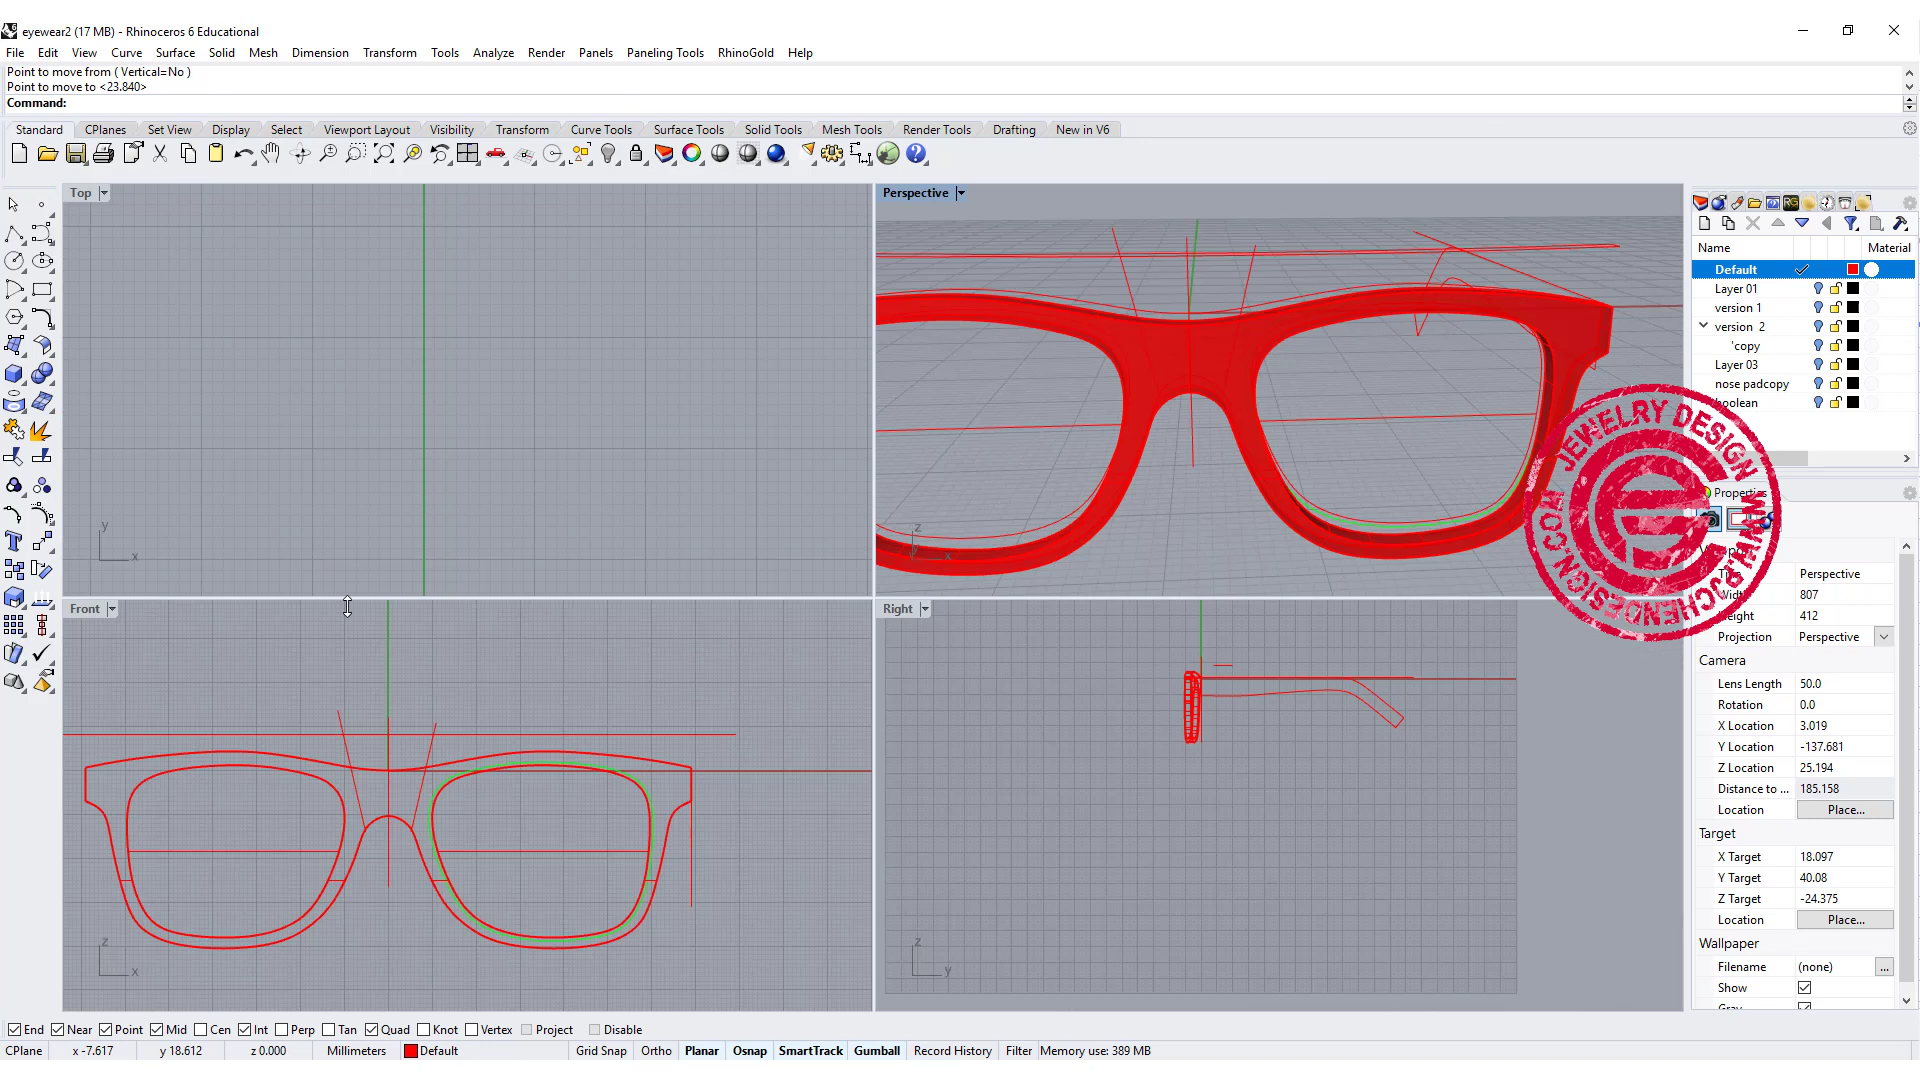 eyewear2 (17 MB) - Rhinoceros 6 Educational
File Edit View Curve Surface Solid Mesh Dimension Transform Tools Analyze Render Panels Paneling Tools RhinoGold Help
Point to move from ( Vertical=No )
Point to move to <23.840>
Command:
Standard CPlanes Set View Display Select Viewport Layout Visibility Transform Curve Tools Surface Tools Solid Tools Mesh Tools Render Tools Drafting New in V6
Top
Perspective
Name Material
Default
Layer 01
version 1
version 2
'copy
Layer 03
nose padcopy
boolean
JEWELRY DESIGN WWW.PJCHENDESIGN.COM
Properties
Perspective
Width 807
Height 412
Projection Perspective
Camera
Lens Length 50.0
Rotation 0.0
X Location 3.019
Y Location -137.681
Z Location 25.194
Distance to ... 185.158
Location Place...
Target
X Target 18.097
Y Target 40.08
Z Target -24.375
Location Place...
Wallpaper
Filename (none) ...
Show
Gray
y
x
z
y
x
Front
Right
z
x
z
y
End Near Point Mid Cen Int Perp Tan Quad Knot Vertex Project Disable
CPlane x -7.617 y 18.612 z 0.000 Millimeters Default Grid Snap Ortho Planar Osnap SmartTrack Gumball Record History Filter Memory use: 389 MB